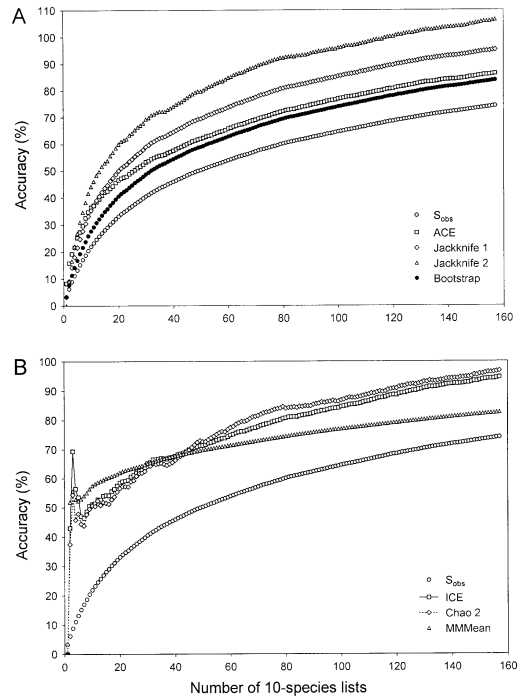 A
Accuracy (%)
110
100
90
80
70
60
50
40
30
20
10
0
0 20 40 60 80 100 120 140 160
Sobs
ACE
Jackknife 1
Jackknife 2
Bootstrap
B
Accuracy (%)
100
90
80
70
60
50
40
30
20
10
0
0 20 40 60 80 100 120 140 160
Sobs
ICE
Chao 2
MMMean
Number of 10-species lists